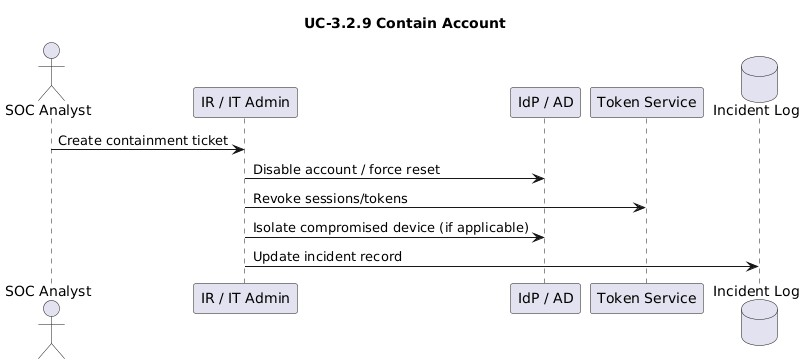 UC-3.2.9 Contain Account
SOC Analyst
IR / IT Admin
IdP / AD
Token Service
Incident Log
Create containment ticket
Disable account / force reset
Revoke sessions/tokens
Isolate compromised device (if applicable)
Update incident record
SOC Analyst
IR / IT Admin
IdP / AD
Token Service
Incident Log